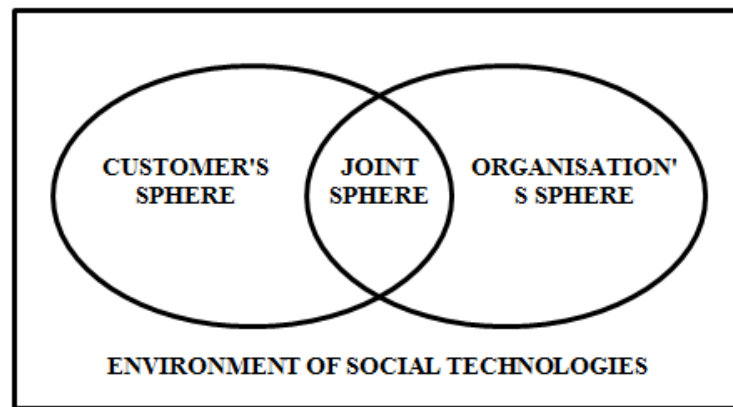 CUSTOMER'S
SPHERE
JOINT
SPHERE
ORGANISATION'
S SPHERE
ENVIRONMENT OF SOCIAL TECHNOLOGIES